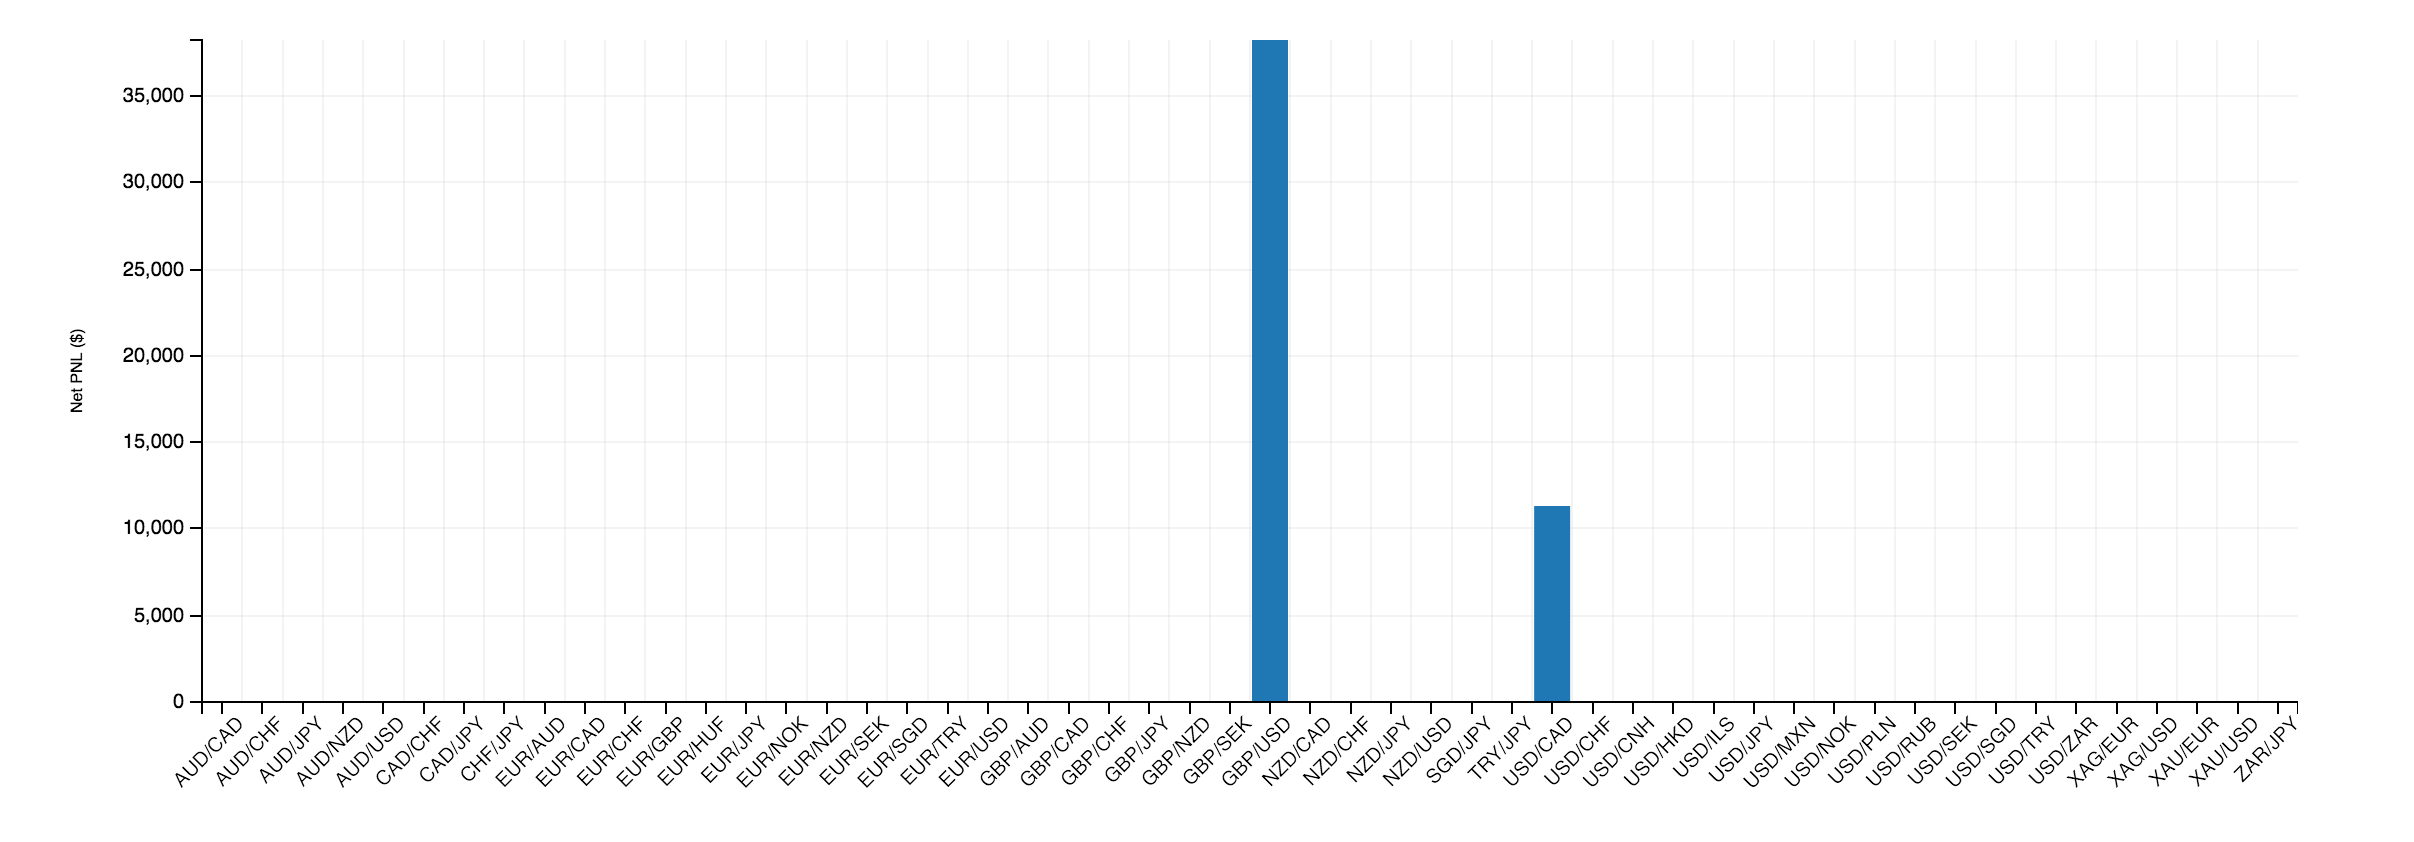 35,000
30,000
25,000
20,000
15,000
10,000
5,000
0
Net PNL ($)
AUD/CAD
AUD/CHF
AUD/JPY
AUD/NZD
AUD/USD
CAD/CHF
CAD/JPY
CHF/JPY
EUR/AUD
EUR/CAD
EUR/CHF
EUR/GBP
EUR/HUF
EUR/JPY
EUR/NOK
EUR/NZD
EUR/SEK
EUR/SGD
EUR/TRY
EUR/USD
GBP/AUD
GBP/CAD
GBP/CHF
GBP/JPY
GBP/NZD
GBP/SEK
GBP/USD
NZD/CAD
NZD/CHF
NZD/JPY
NZD/USD
SGD/JPY
TRY/JPY
USD/CAD
USD/CHF
USD/CNH
USD/HKD
USD/ILS
USD/JPY
USD/MXN
USD/NOK
USD/PLN
USD/RUB
USD/SEK
USD/SGD
USD/TRY
USD/ZAR
XAG/EUR
XAG/USD
XAU/EUR
XAU/USD
ZAR/JPY